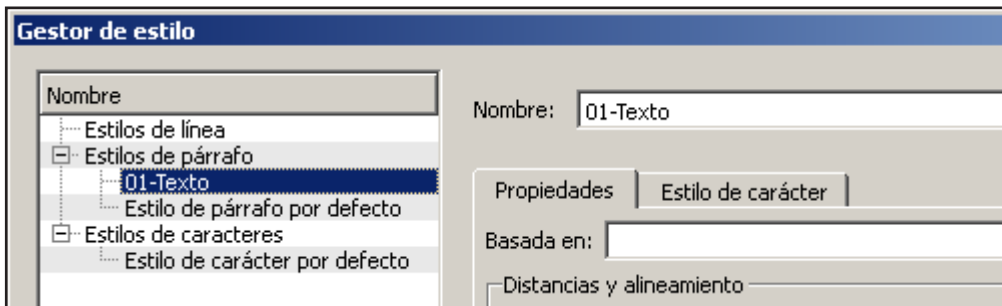 Gestor de estilo
Nombre
Estilos de línea
Estilos de párrafo
01-Texto
Estilo de párrafo por defecto
Estilos de caracteres
Estilo de carácter por defecto
Nombre: 01-Texto
Propiedades Estilo de carácter
Basada en:
Distancias y alineamiento